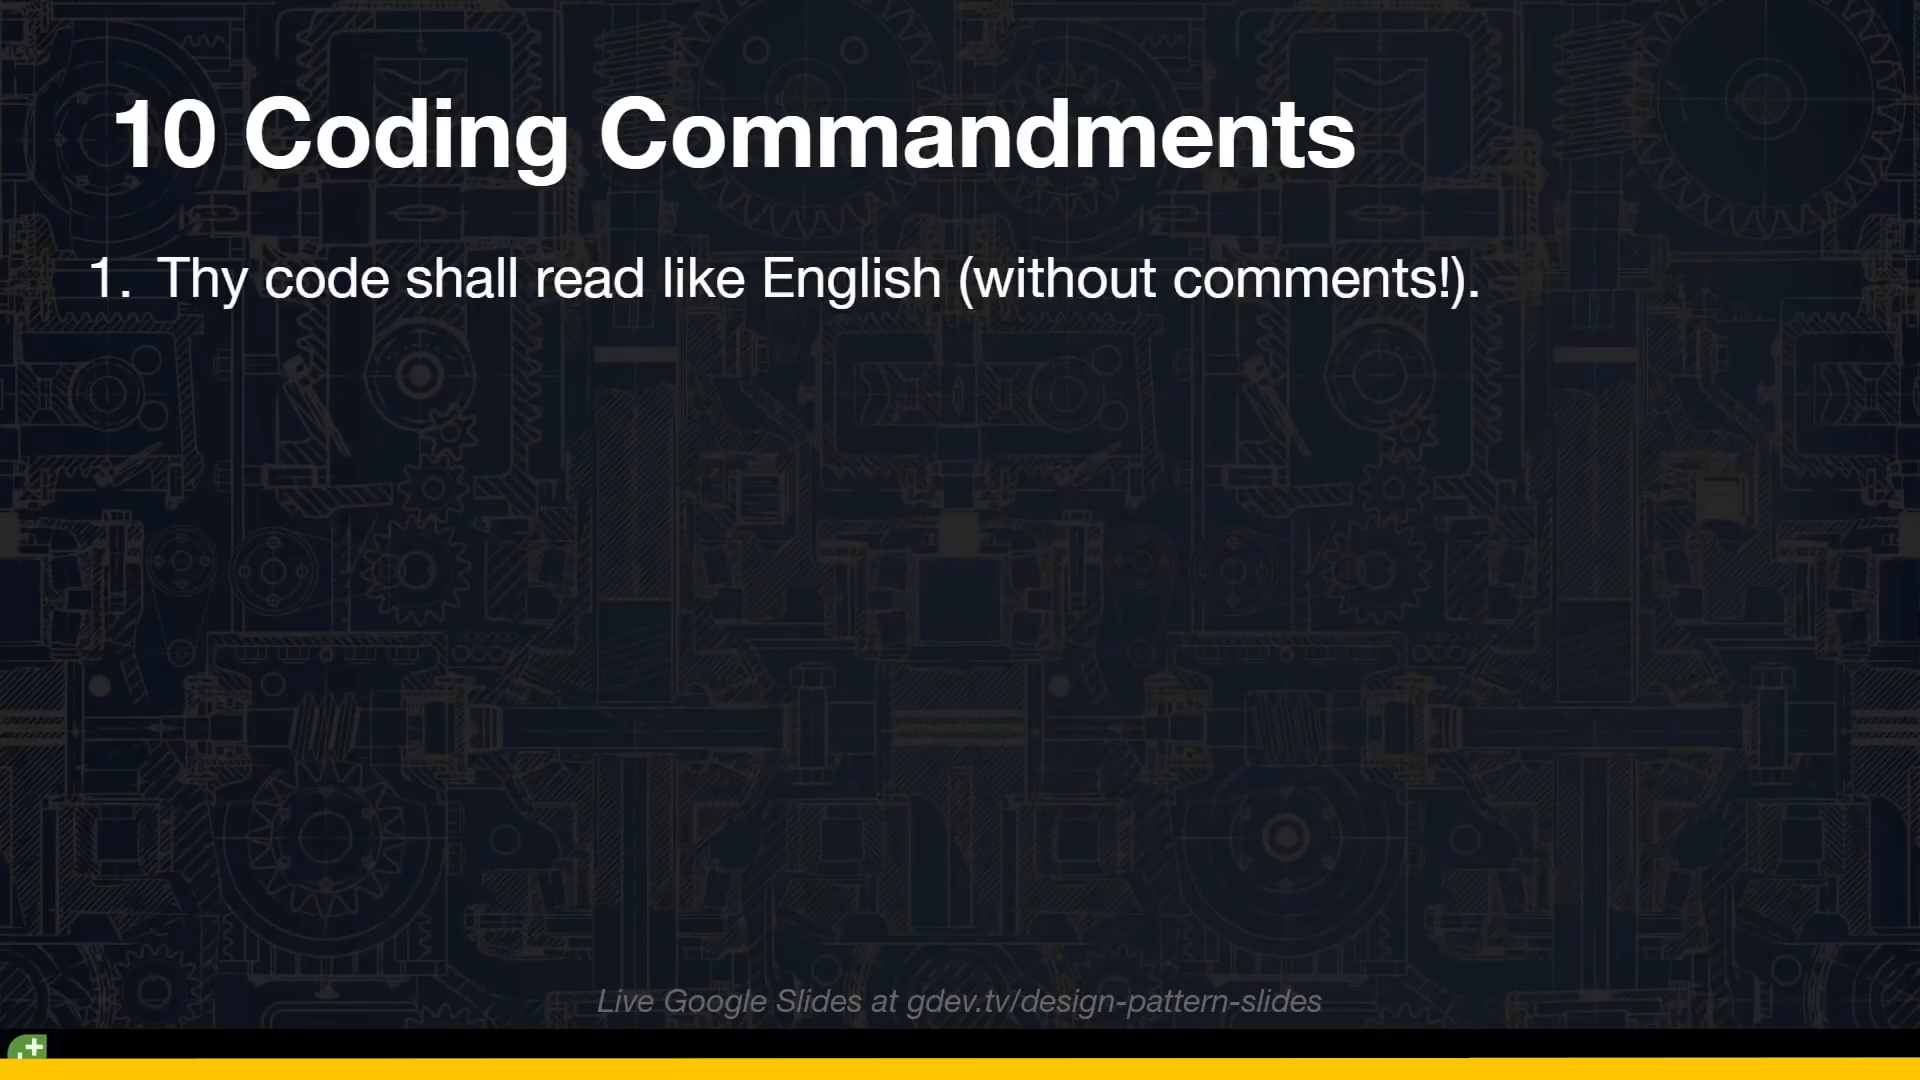 10 Coding Commandments
1. Thy code shall read like English (without comments!).
Live Google Slides at gdev.tv/design-pattern-slides